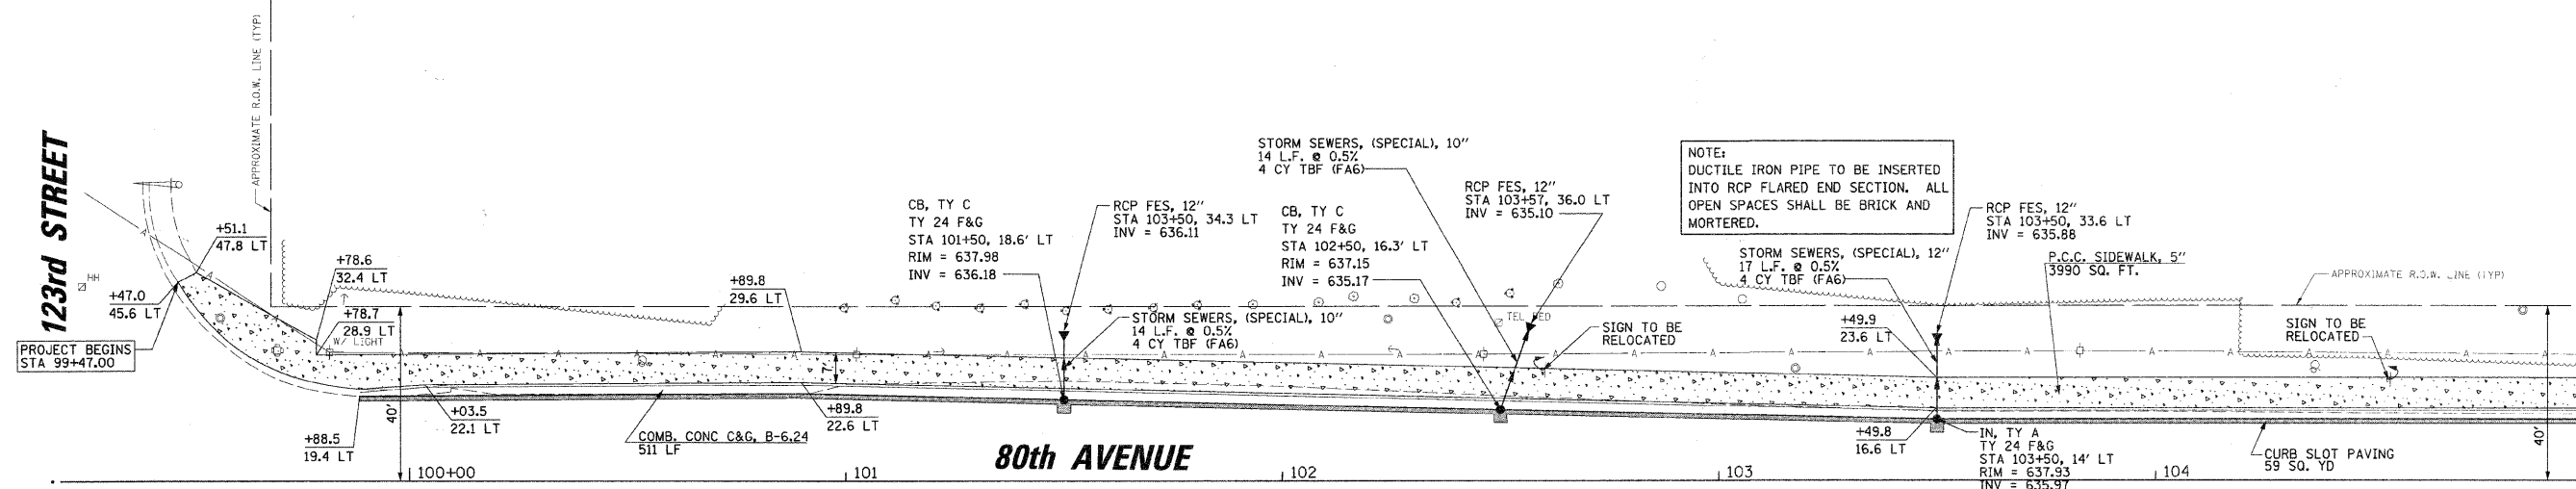 123rd STREET
APPROXIMATE R.O.W. LINE (TYP)
+51.1
47.8 LT
HH
+47.0
45.6 LT
PROJECT BEGINS
STA 99+47.00
+78.6
32.4 LT
+78.7
28.9 LT
W/ LIGHT
+88.5
19.4 LT
40'
+03.5
22.1 LT
COMB. CONC C&G, B-6.24
511 LF
+89.8
29.6 LT
7'
+89.8
22.6 LT
CB, TY C
TY 24 F&G
STA 101+50, 18.6' LT
RIM = 637.98
INV = 636.18
RCP FES, 12"
STA 103+50, 34.3 LT
INV = 636.11
STORM SEWERS, (SPECIAL), 10"
14 L.F. @ 0.5%
4 CY TBF (FA6)
STORM SEWERS, (SPECIAL), 10"
14 L.F. @ 0.5%
4 CY TBF (FA6)
CB, TY C
TY 24 F&G
STA 102+50, 16.3' LT
RIM = 637.15
INV = 635.17
RCP FES, 12"
STA 103+57, 36.0 LT
INV = 635.10
TEL PED
SIGN TO BE
RELOCATED
NOTE:
DUCTILE IRON PIPE TO BE INSERTED
INTO RCP FLARED END SECTION. ALL
OPEN SPACES SHALL BE BRICK AND
MORTERED.
STORM SEWERS, (SPECIAL), 12"
17 L.F. @ 0.5%
4 CY TBF (FA6)
RCP FES, 12"
STA 103+50, 33.6 LT
INV = 635.88
P.C.C. SIDEWALK, 5"
3990 SQ. FT.
APPROXIMATE R.O.W. LINE (TYP)
+49.9
23.6 LT
SIGN TO BE
RELOCATED
+49.8
16.6 LT
IN, TY A
TY 24 F&G
STA 103+50, 14' LT
RIM = 637.93
INV = 635.97
CURB SLOT PAVING
59 SQ. YD
40'
80th AVENUE
100+00
101
102
103
104
A A A A A A A A A A A A A A A A A A